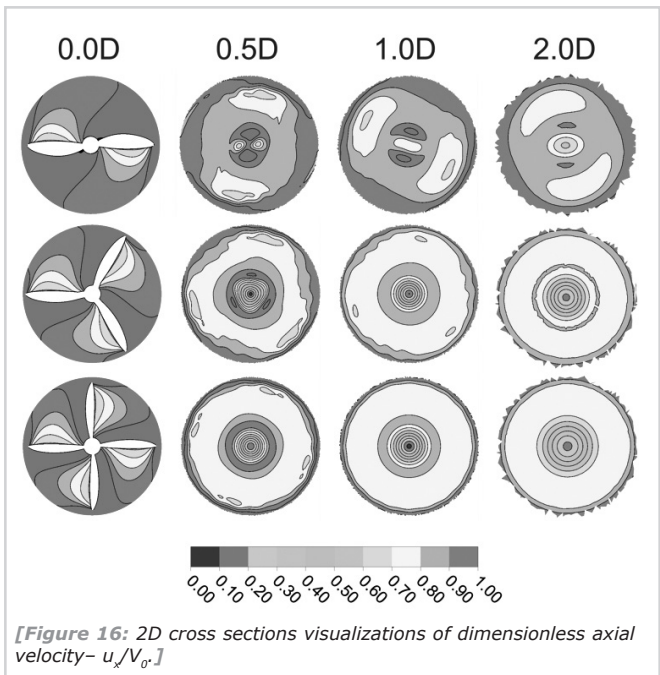 0.0D 0.5D 1.0D 2.0D
0.00 0.10 0.20 0.30 0.40 0.50 0.60 0.70 0.80 0.90 1.00
[Figure 16: 2D cross sections visualizations of dimensionless axial
velocity– uₓ/V₀.]